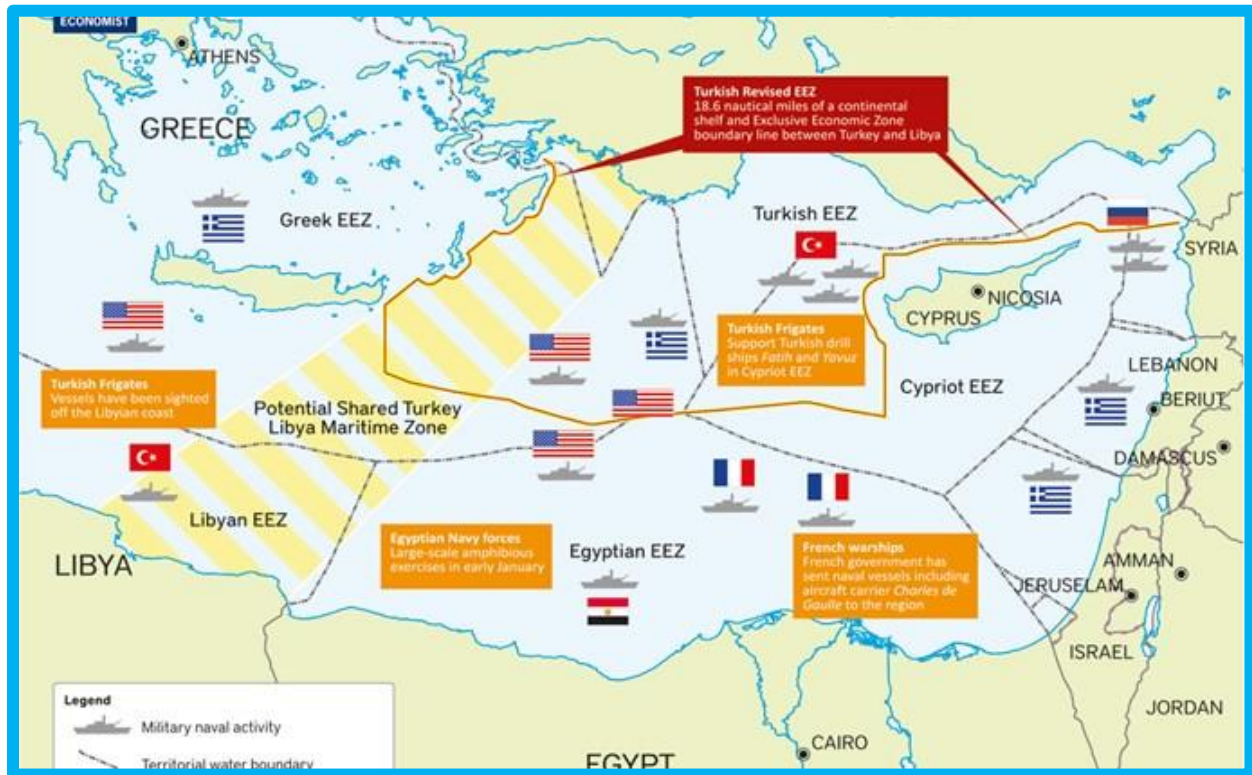 ECONOMIST
ATHENS
GREECE
Turkish Revised EEZ
18.6 nautical miles of a continental
shelf and Exclusive Economic Zone
boundary line between Turkey and Libya
Greek EEZ
Turkish EEZ
SYRIA
NICOSIA
CYPRUS
Turkish Frigates
Support Turkish drill
ships Fatih and Yavuz
in Cypriot EEZ
Cypriot EEZ
LEBANON
BERIUT
DAMASCUS
Turkish Frigates
Vessels have been sighted
off the Libyian coast
Potential Shared Turkey
Libya Maritime Zone
Libyan EEZ
LIBYA
Egyptian Navy forces
Large-scale amphibious
exercises in early January
Egyptian EEZ
French warships
French government has
sent naval vessels including
aircraft carrier Charles de
Gaulle to the region
AMMAN
JERUSELAM
ISRAEL
JORDAN
Legend
Military naval activity
Territorial water boundary
CAIRO
EGYPT